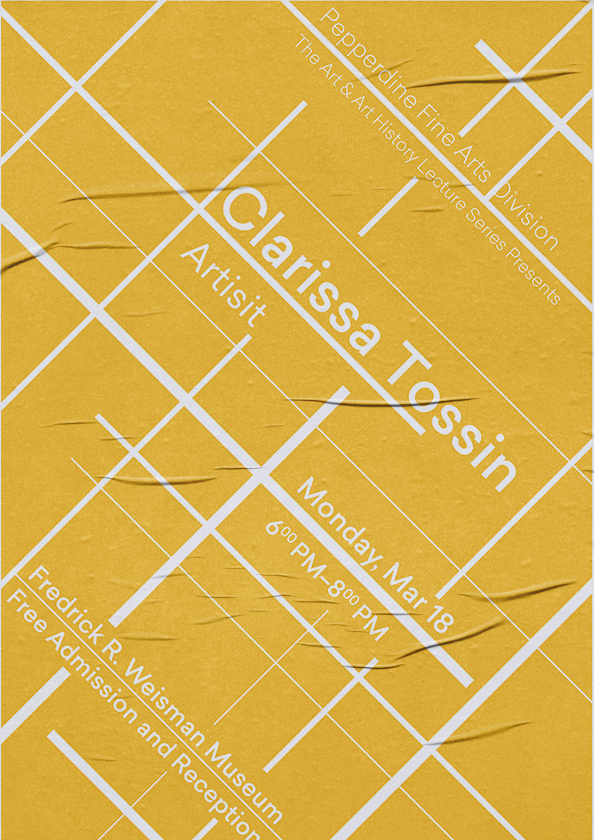 Pepperdine Fine Arts Division
The Art & Art History Lecture Series Presents
Clarissa Tossin
Artisit
Monday, Mar 18
6⁰⁰ PM–8⁰⁰ PM
Fredrick R. Weisman Museum
Free Admission and Reception